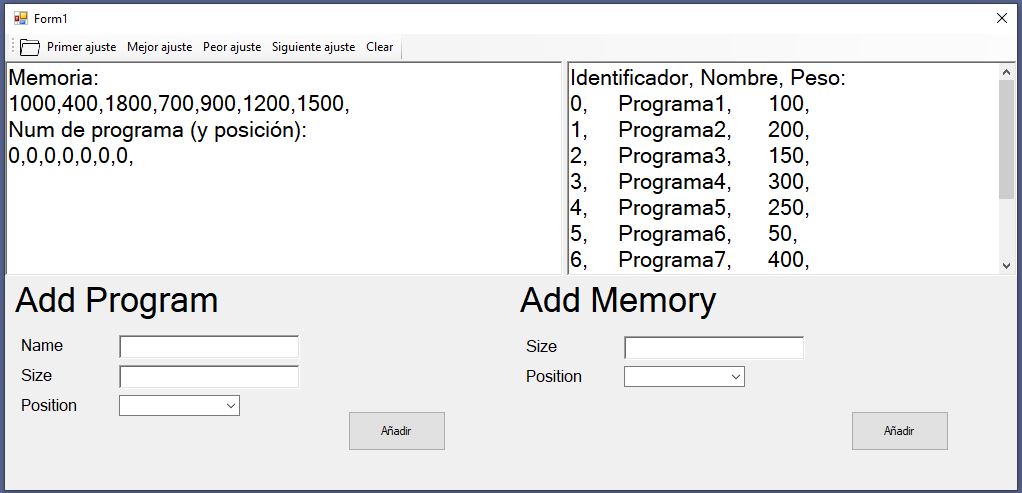 Form1
Primer ajuste Mejor ajuste Peor ajuste Siguiente ajuste Clear
Memoria:
1000,400,1800,700,900,1200,1500,
Num de programa (y posición):
0,0,0,0,0,0,0,
Identificador, Nombre, Peso:
0, Programa1, 100,
1, Programa2, 200,
2, Programa3, 150,
3, Programa4, 300,
4, Programa5, 250,
5, Programa6, 50,
6, Programa7, 400,
Add Program
Name
Size
Position
Añadir
Add Memory
Size
Position
Añadir